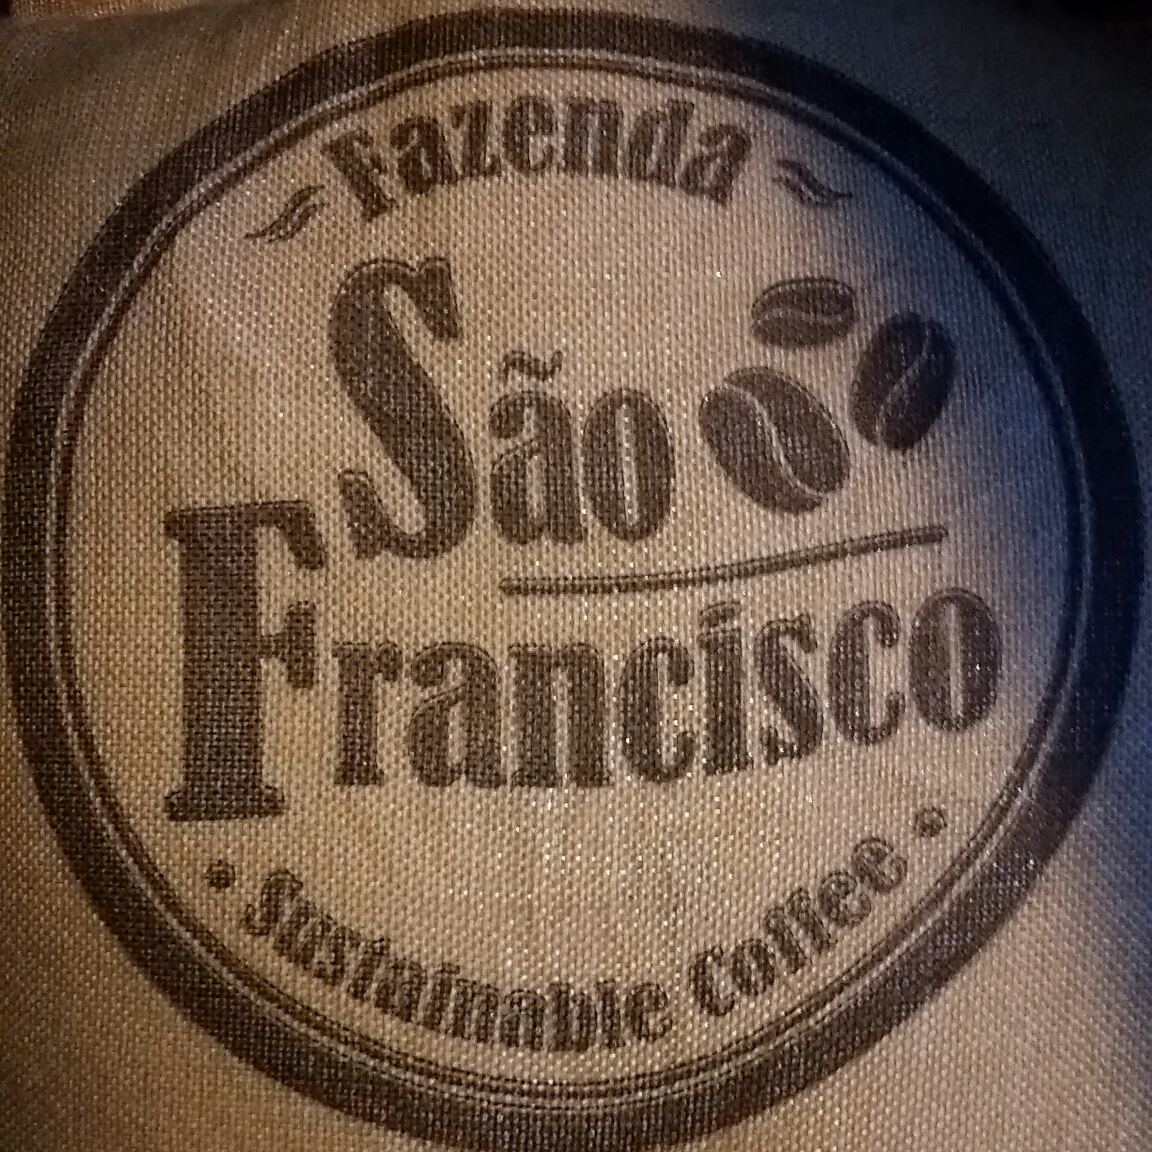 Fazenda
São
Francisco
Sustainable Coffee